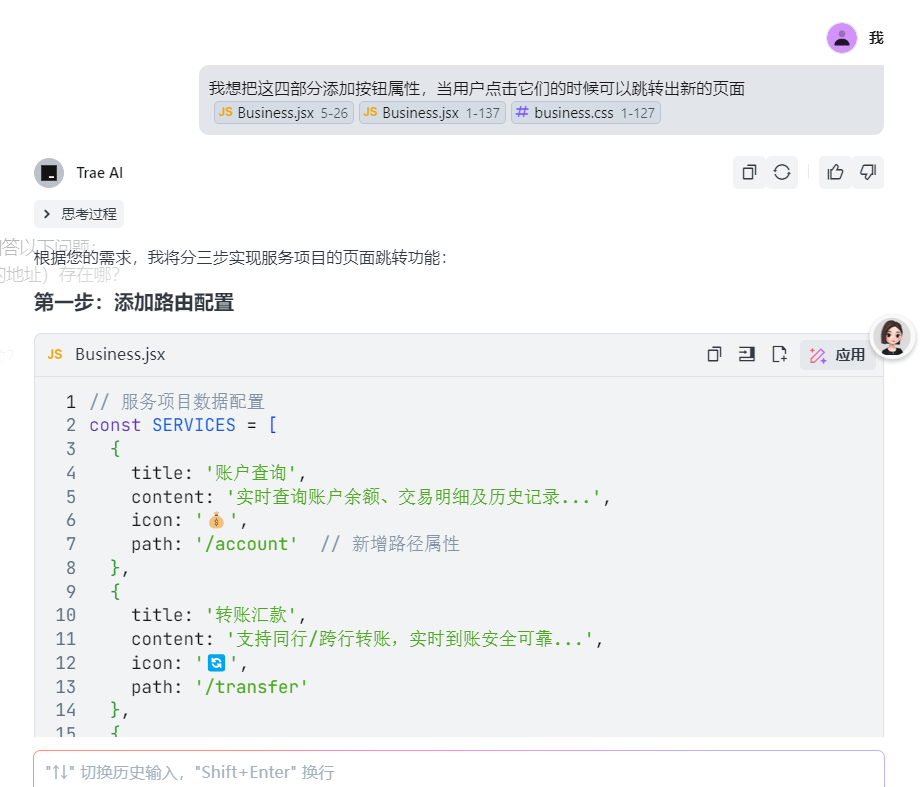 我
我想把这四部分添加按钮属性，当用户点击它们的时候可以跳转出新的页面
JS Business.jsx 5-26 JS Business.jsx 1-137 # business.css 1-127
Trae AI
思考过程
答以下问题：
根据您的需求，我将分三步实现服务项目的页面跳转功能：
的地址）存在哪？
第一步：添加路由配置
JS Business.jsx
应用
1 // 服务项目数据配置
2 const SERVICES = [
3 {
4 title: '账户查询',
5 content: '实时查询账户余额、交易明细及历史记录...',
6 icon: '💰',
7 path: '/account' // 新增路径属性
8 },
9 {
10 title: '转账汇款',
11 content: '支持同行/跨行转账，实时到账安全可靠...',
12 icon: '🔄',
13 path: '/transfer'
14 },
15 {
"↑↓" 切换历史输入，"Shift+Enter" 换行